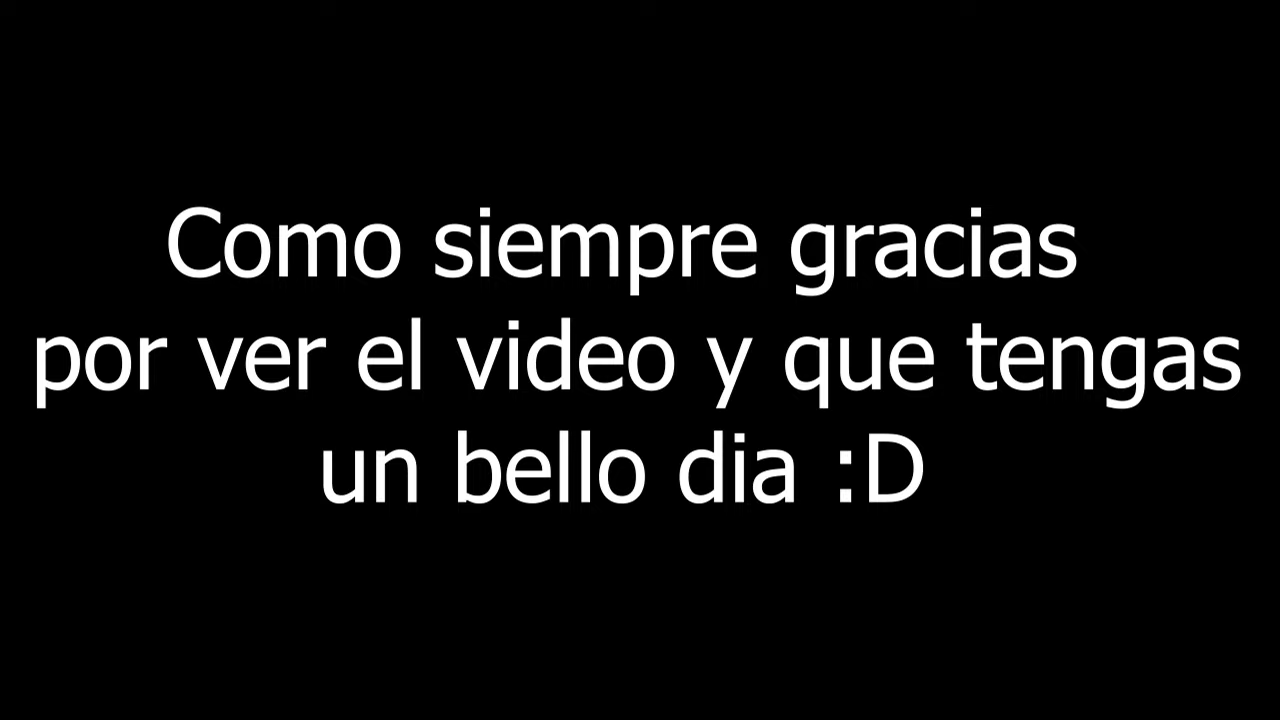 Como siempre gracias
por ver el video y que tengas
un bello dia :D